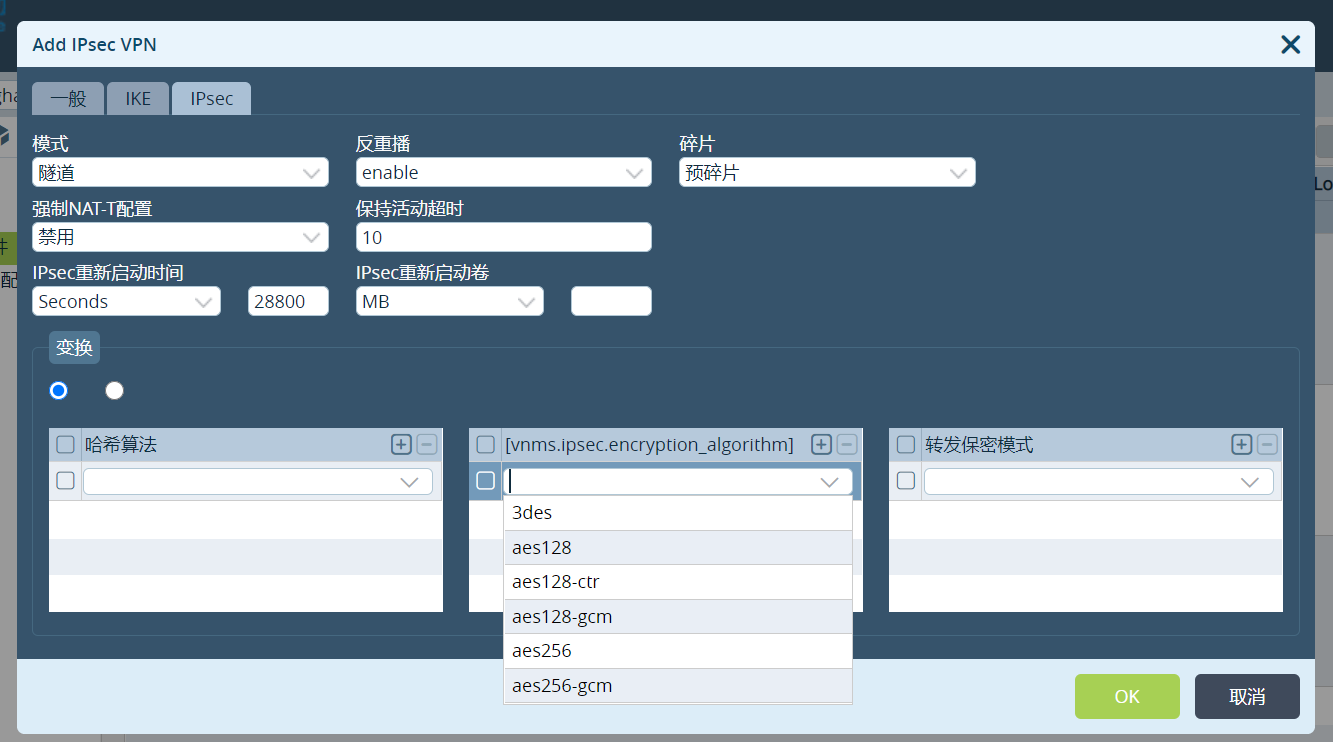 Add IPsec VPN
一般 IKE IPsec
模式 反重播 碎片
隧道 enable 预碎片
强制NAT-T配置 保持活动超时
禁用 10
IPsec重新启动时间 IPsec重新启动卷
Seconds 28800 MB
变换
哈希算法 [vnms.ipsec.encryption_algorithm] 转发保密模式
3des
aes128
aes128-ctr
aes128-gcm
aes256
aes256-gcm
OK 取消
Lo
件
配